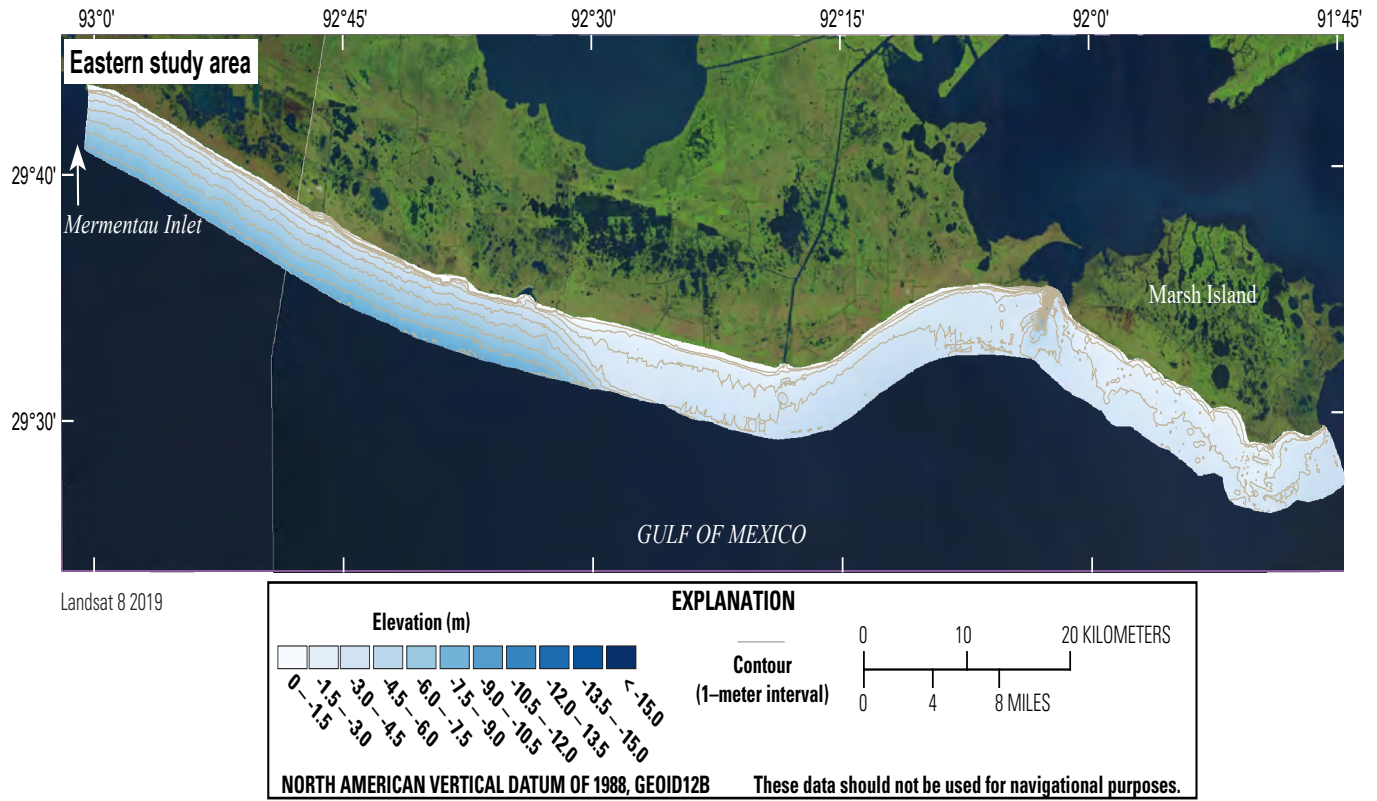 93°0' 92°45' 92°30' 92°15' 92°0' 91°45'
Eastern study area
29°40'
Mermentau Inlet
Marsh Island
29°30'
GULF OF MEXICO
Landsat 8 2019
EXPLANATION
Elevation (m)
0 – -1.5
-1.5 – -3.0
-3.0 – -4.5
-4.5 – -6.0
-6.0 – -7.5
-7.5 – -9.0
-9.0 – -10.5
-10.5 – -12.0
-12.0 – -13.5
-13.5 – -15.0
< -15.0
Contour
(1–meter interval)
0 10 20 KILOMETERS
0 4 8 MILES
NORTH AMERICAN VERTICAL DATUM OF 1988, GEOID12B
These data should not be used for navigational purposes.